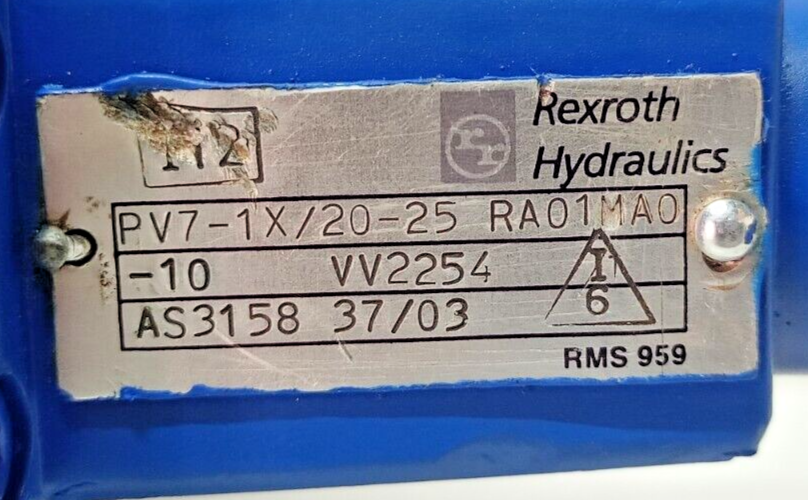 Rexroth
Hydraulics
PV7-1X/20-25 RA01MA0
-10 VV2254
I
6
AS3158 37/03
RMS 959